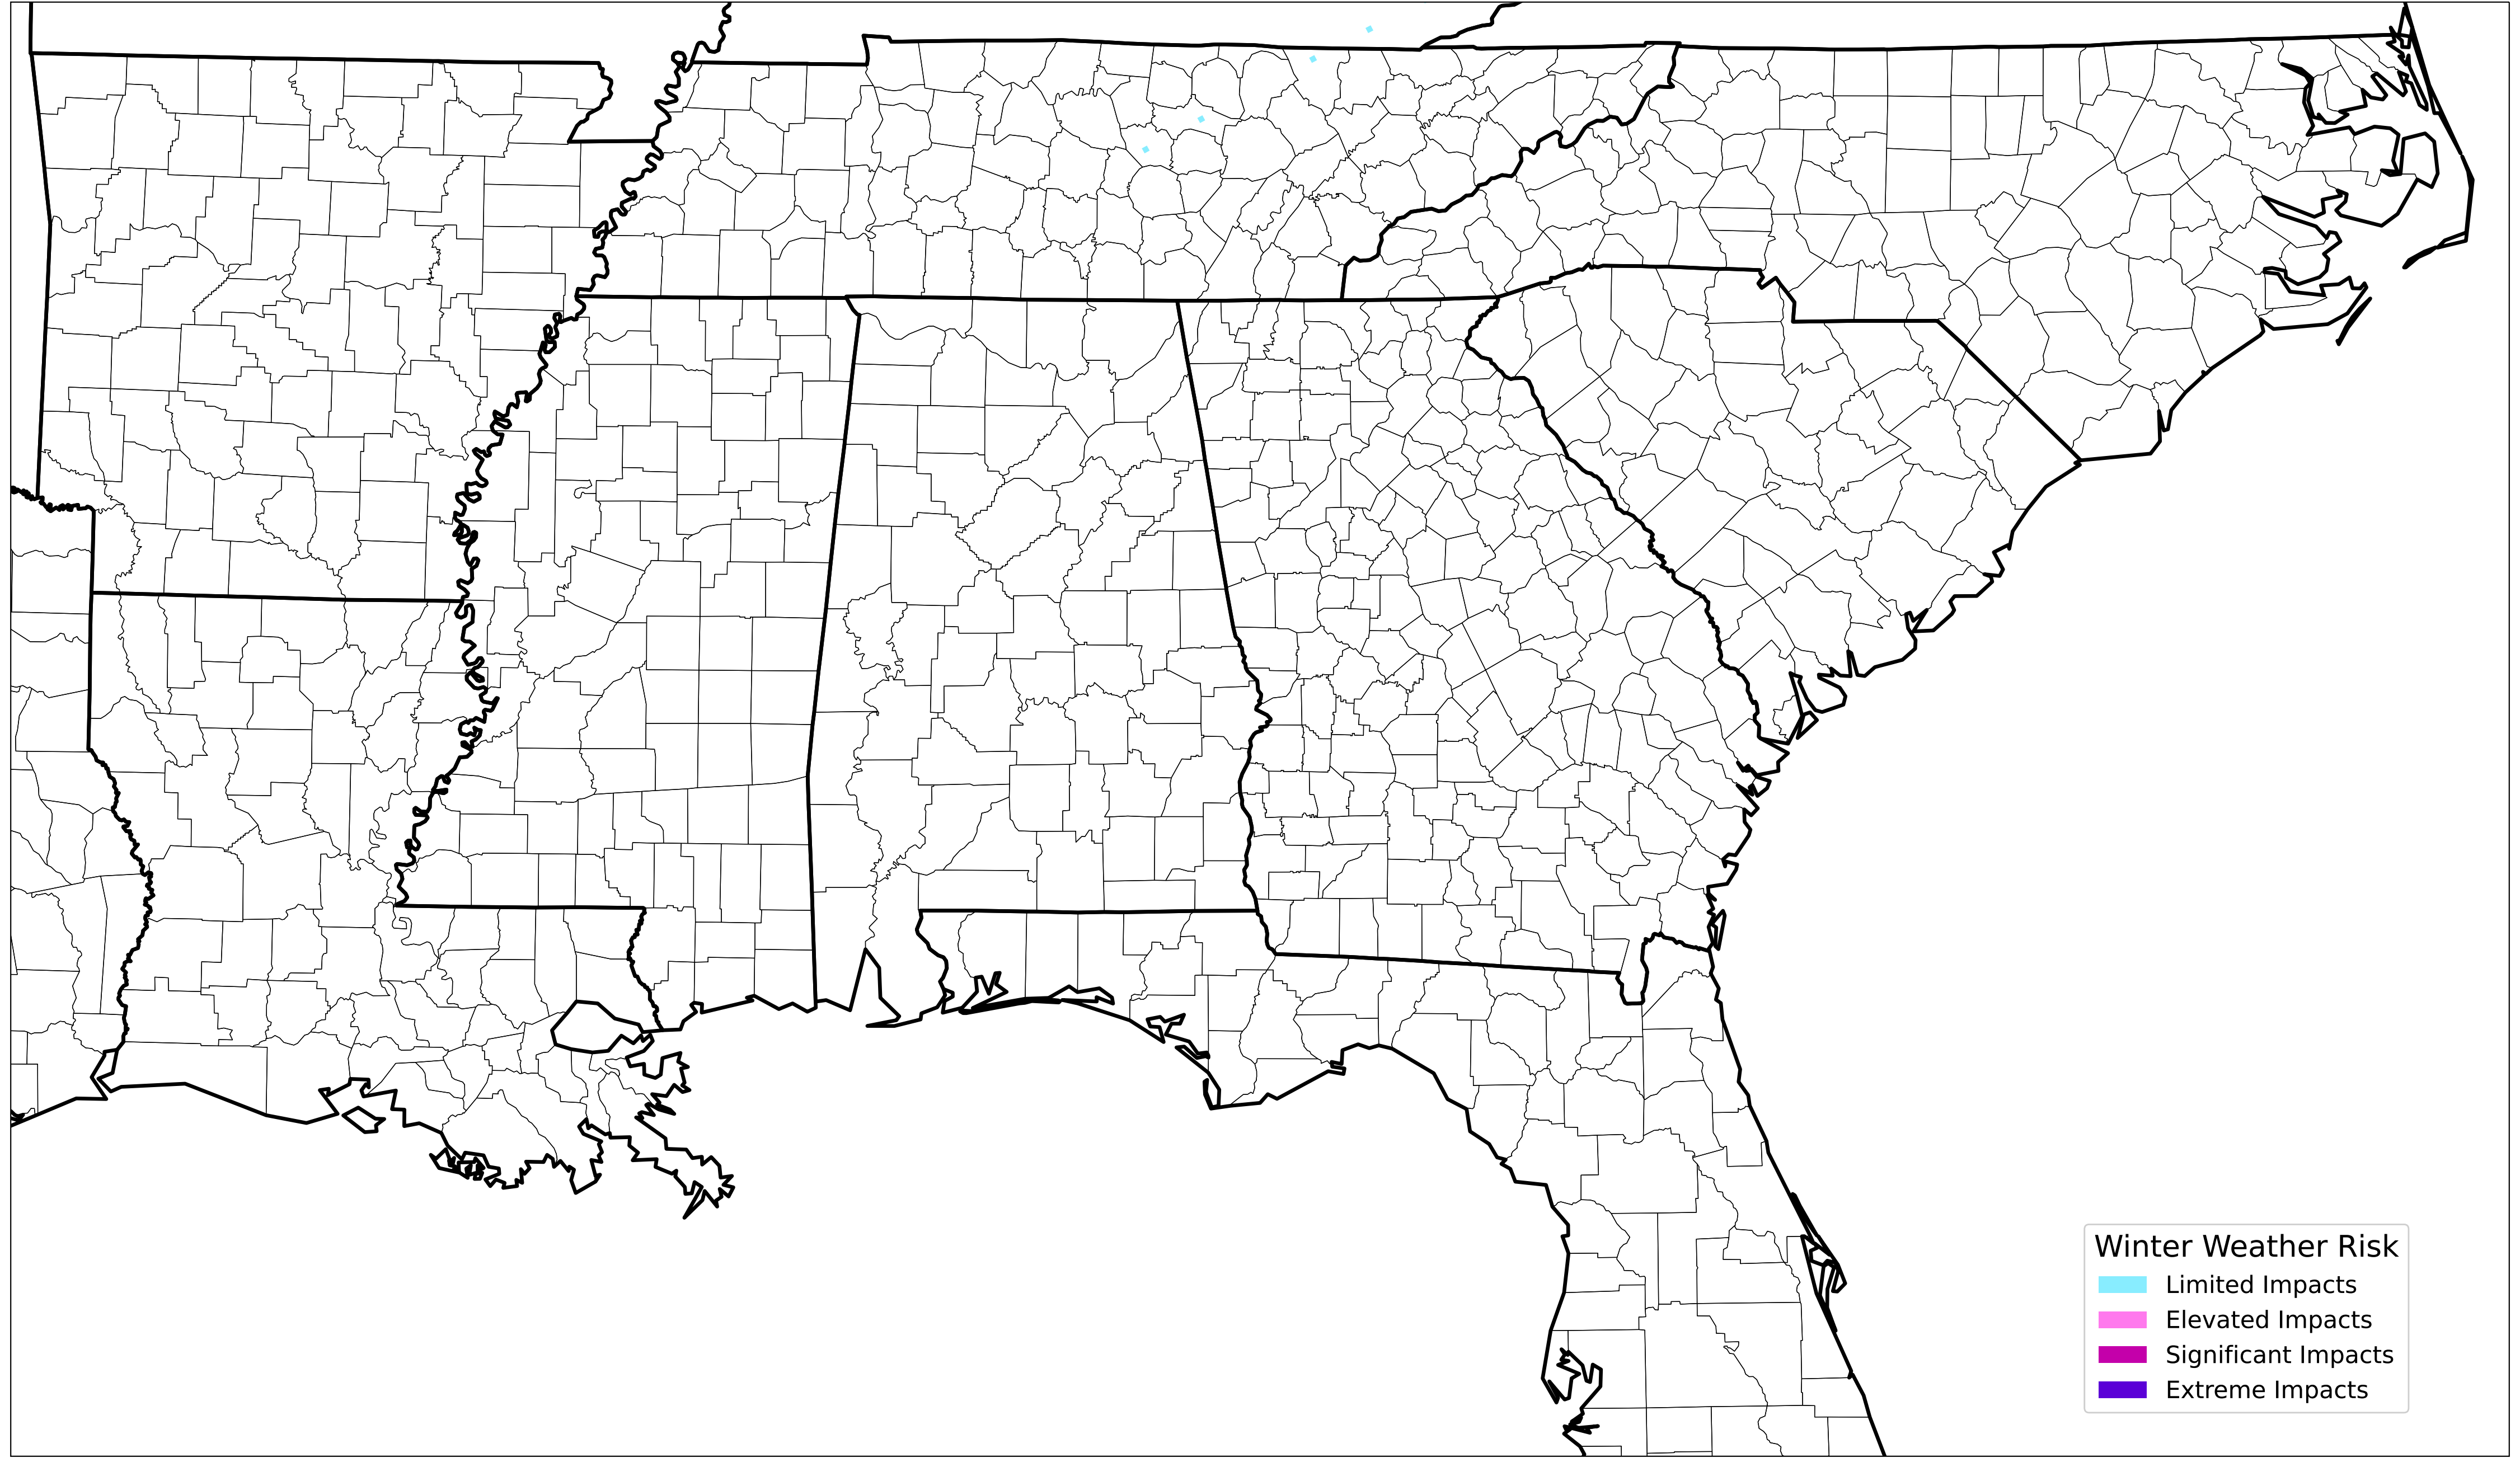 Winter Weather Risk
Limited Impacts
Elevated Impacts
Significant Impacts
Extreme Impacts